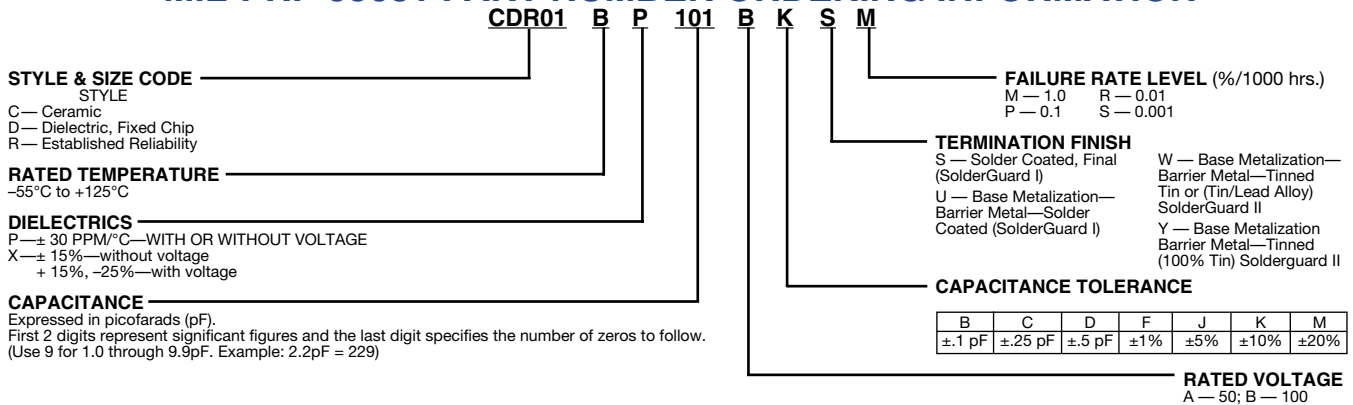 CDR01 B P 101 B K S M
STYLE & SIZE CODE
STYLE
C— Ceramic
D— Dielectric, Fixed Chip
R— Established Reliability
RATED TEMPERATURE
–55°C to +125°C
DIELECTRICS
P—± 30 PPM/°C—WITH OR WITHOUT VOLTAGE
X—± 15%—without voltage
+ 15%, –25%—with voltage
CAPACITANCE
Expressed in picofarads (pF).
First 2 digits represent significant figures and the last digit specifies the number of zeros to follow.
(Use 9 for 1.0 through 9.9pF. Example: 2.2pF = 229)
FAILURE RATE LEVEL (%/1000 hrs.)
M — 1.0 R — 0.01
P — 0.1 S — 0.001
TERMINATION FINISH
S — Solder Coated, Final
(SolderGuard I)
U — Base Metalization—
Barrier Metal—Solder
Coated (SolderGuard I)
W — Base Metalization—
Barrier Metal—Tinned
Tin or (Tin/Lead Alloy)
SolderGuard II
Y — Base Metalization
Barrier Metal—Tinned
(100% Tin) Solderguard II
CAPACITANCE TOLERANCE
B C D F J K M
±.1 pF ±.25 pF ±.5 pF ±1% ±5% ±10% ±20%
RATED VOLTAGE
A — 50; B — 100